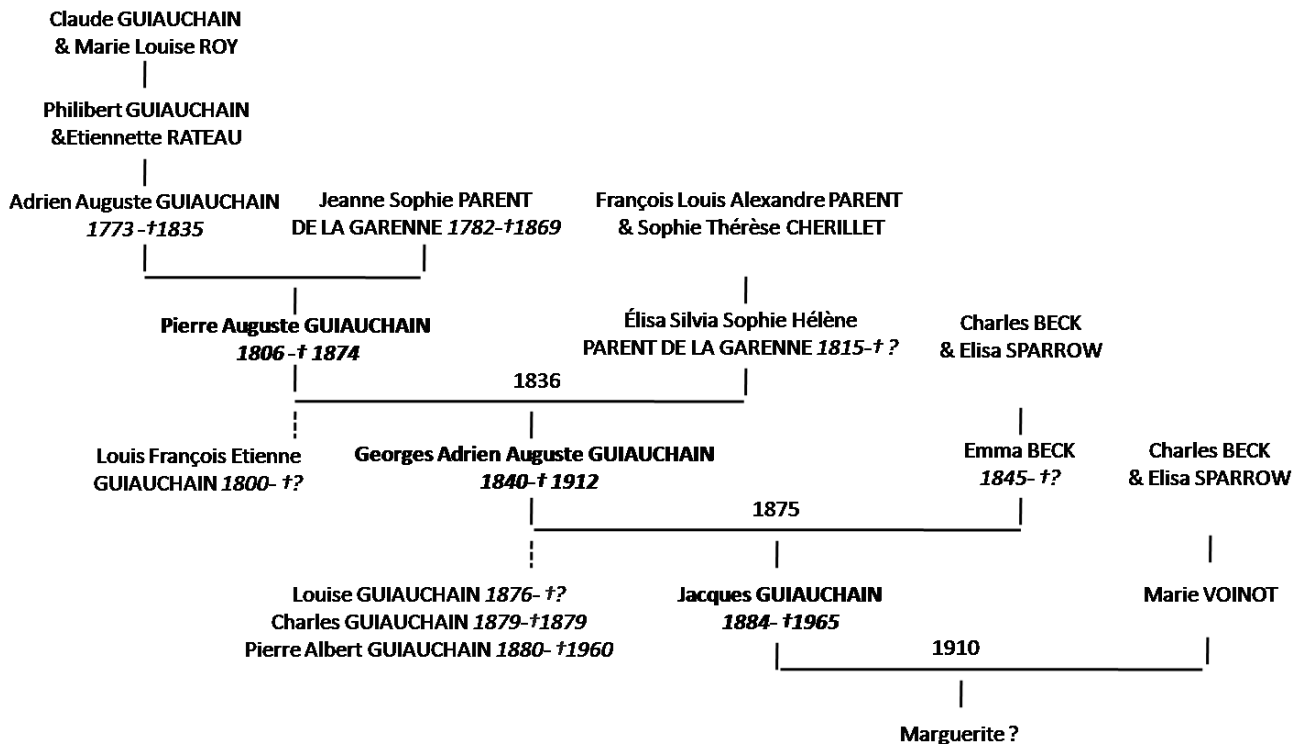 Claude GUIAUCHAIN
& Marie Louise ROY
Philibert GUIAUCHAIN
&Etiennette RATEAU
Adrien Auguste GUIAUCHAIN
1773 -†1835
Jeanne Sophie PARENT
DE LA GARENNE 1782-†1869
François Louis Alexandre PARENT
& Sophie Thérèse CHERILLET
Pierre Auguste GUIAUCHAIN
1806 -† 1874
Élisa Silvia Sophie Hélène
PARENT DE LA GARENNE 1815-† ?
Charles BECK
& Elisa SPARROW
1836
Louis François Etienne
GUIAUCHAIN 1800- †?
Georges Adrien Auguste GUIAUCHAIN
1840-† 1912
Emma BECK
1845- †?
Charles BECK
& Elisa SPARROW
1875
Louise GUIAUCHAIN 1876- †?
Charles GUIAUCHAIN 1879-†1879
Pierre Albert GUIAUCHAIN 1880- †1960
Jacques GUIAUCHAIN
1884- †1965
Marie VOINOT
1910
Marguerite ?